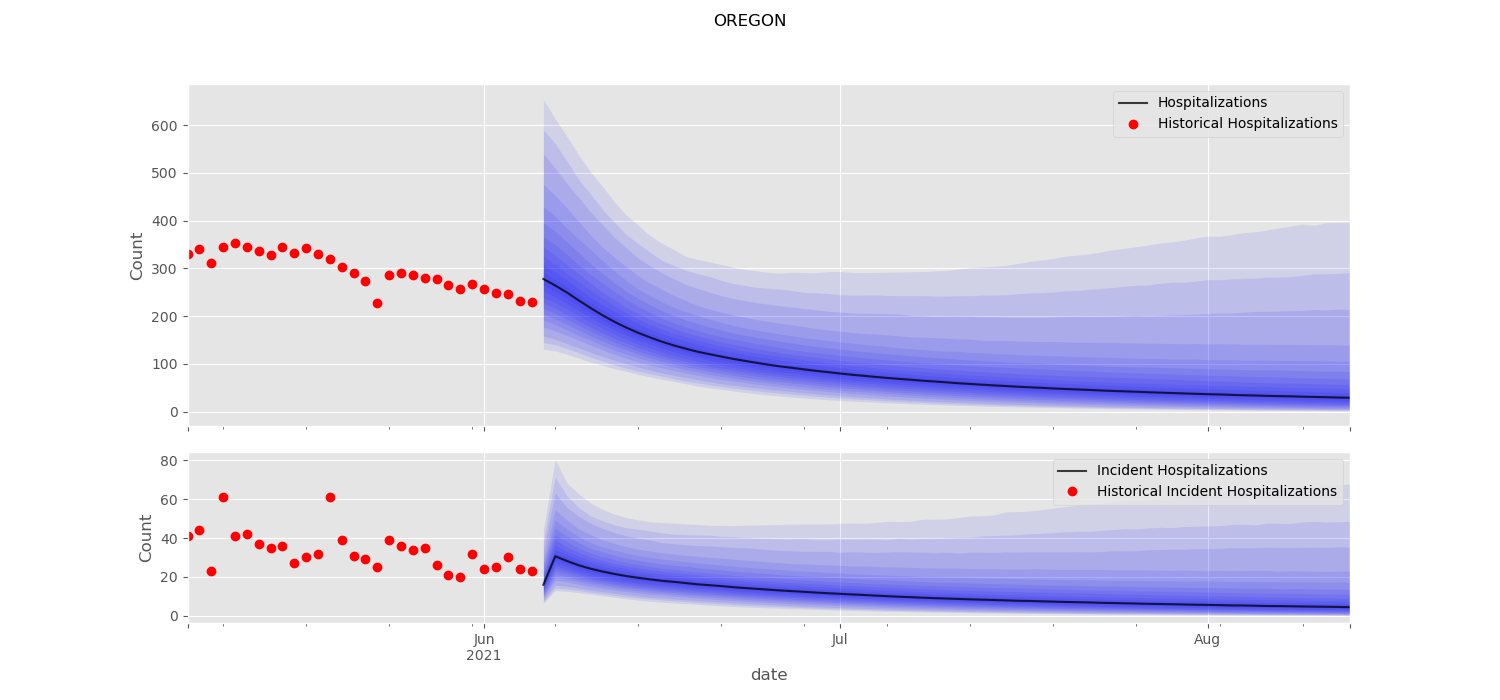 OREGON
Hospitalizations
Historical Hospitalizations
Count
600
500
400
300
200
100
0
Incident Hospitalizations
Historical Incident Hospitalizations
Count
80
60
40
20
0
Jun
2021
Jul
Aug
date